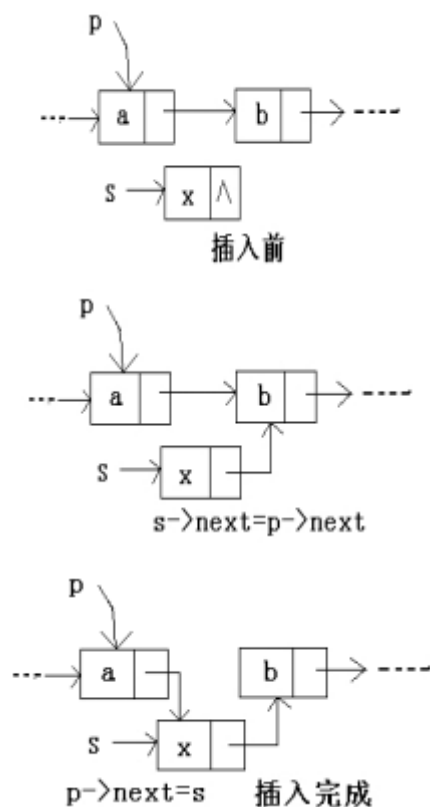 p
a b
s x ∧
插入前
p
a b
s x
s->next=p->next
p
a b
s x
p->next=s 插入完成